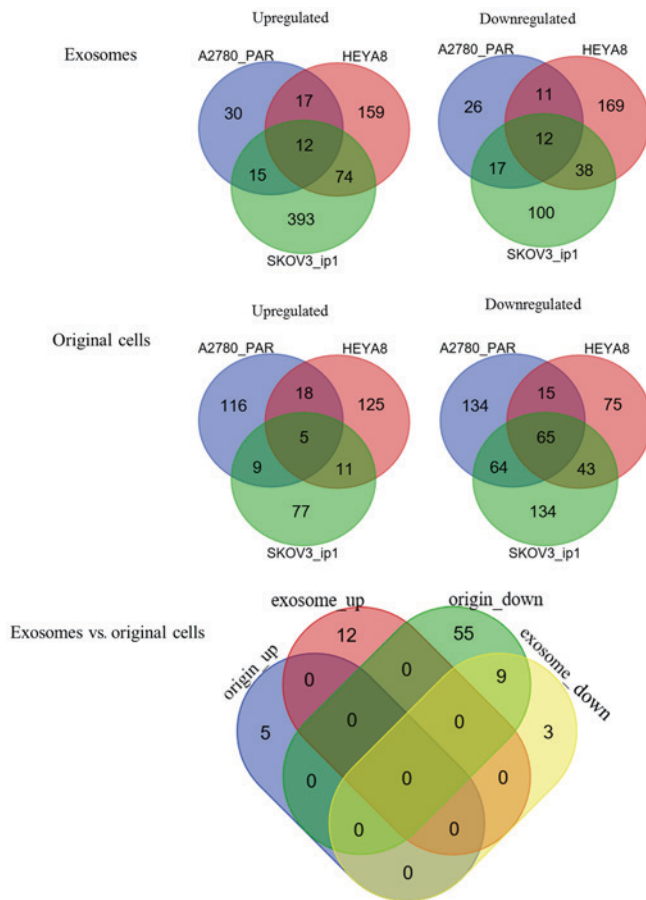 Upregulated
Downregulated
Exosomes
A2780_PAR
HEYA8
A2780_PAR
HEYA8
30
17
159
26
11
169
12
12
15
74
17
38
393
100
SKOV3_ip1
SKOV3_ip1
Upregulated
Downregulated
Original cells
A2780_PAR
HEYA8
A2780_PAR
HEYA8
116
18
125
134
15
75
5
65
9
11
64
43
77
134
SKOV3_ip1
SKOV3_ip1
Exosomes vs. original cells
exosome_up
origin_down
origin_up
exosome_down
12
55
0
0
9
5
0
0
3
0
0
0
0
0
0